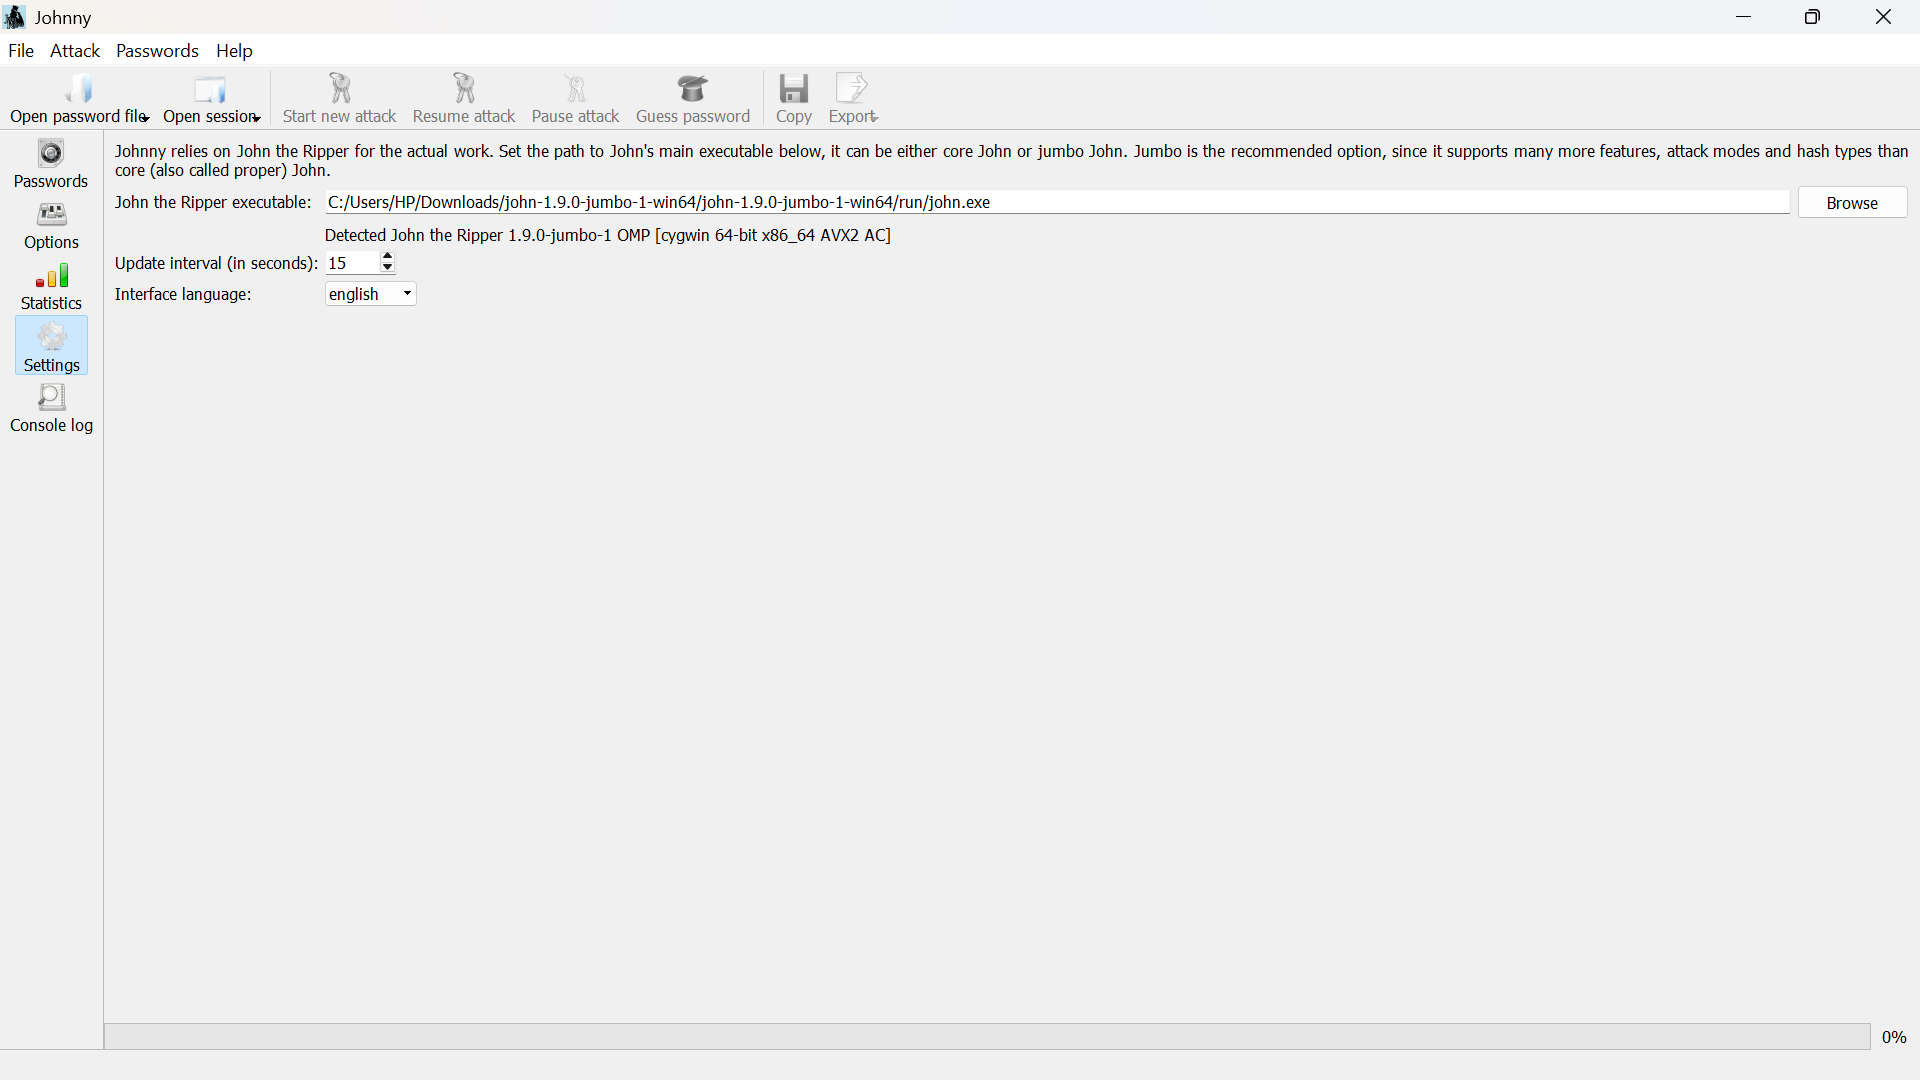 Johnny
File Attack Passwords Help
Open password file Open session Start new attack Resume attack Pause attack Guess password Copy Export
Passwords
Options
Statistics
Settings
Console log
Johnny relies on John the Ripper for the actual work. Set the path to John's main executable below, it can be either core John or jumbo John. Jumbo is the recommended option, since it supports many more features, attack modes and hash types than
core (also called proper) John.
John the Ripper executable: C:/Users/HP/Downloads/john-1.9.0-jumbo-1-win64/john-1.9.0-jumbo-1-win64/run/john.exe Browse
Detected John the Ripper 1.9.0-jumbo-1 OMP [cygwin 64-bit x86_64 AVX2 AC]
Update interval (in seconds): 15
Interface language: english
0%